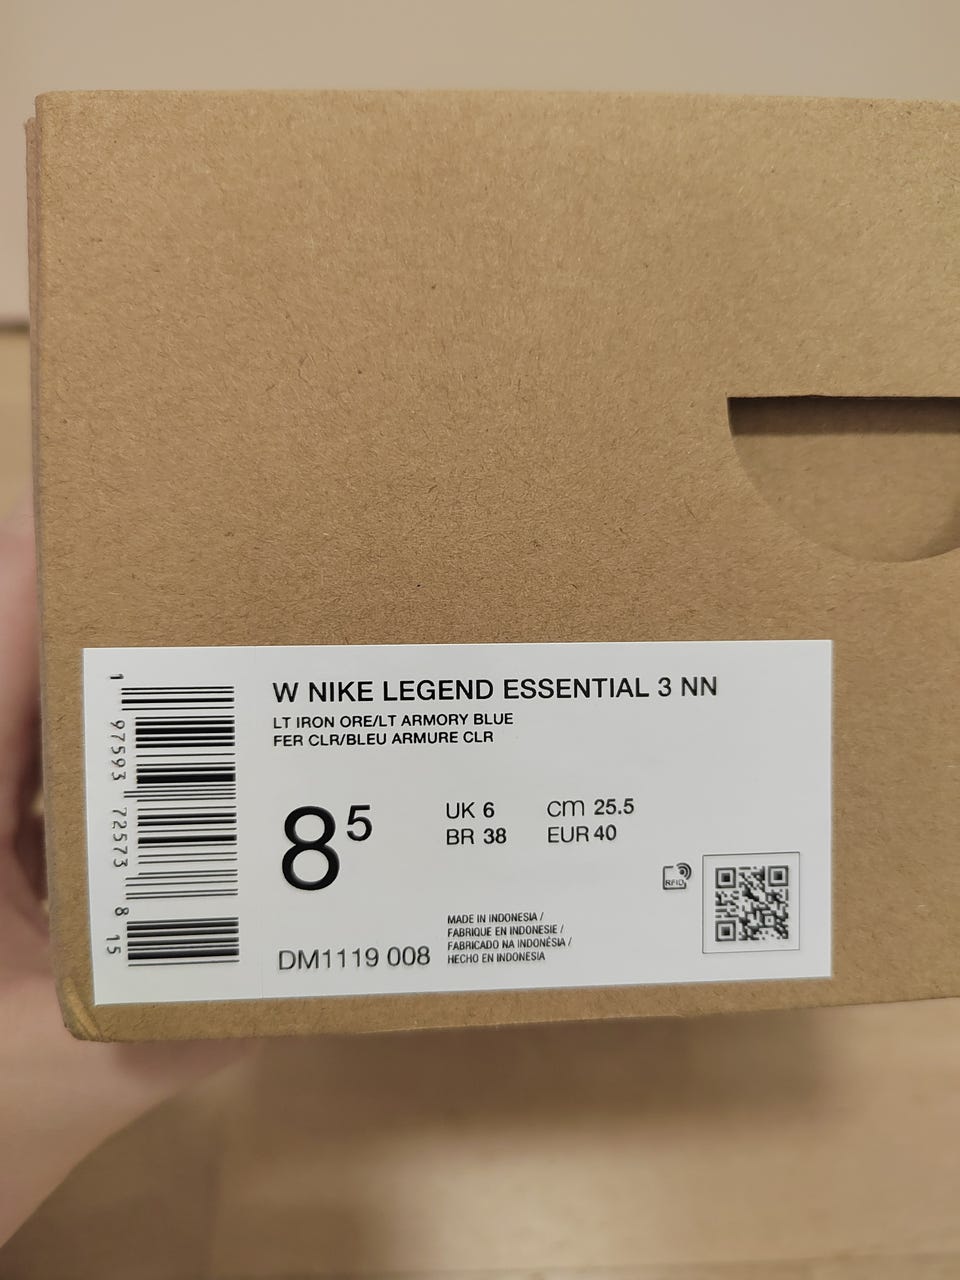 W NIKE LEGEND ESSENTIAL 3 NN
LT IRON ORE/LT ARMORY BLUE
FER CLR/BLEU ARMURE CLR
8⁵
UK 6 cm 25.5
BR 38 EUR 40
RFID
DM1119 008
MADE IN INDONESIA /
FABRIQUE EN INDONESIE /
FABRICADO NA INDONÉSIA /
HECHO EN INDONESIA
1 97593 72573 8 15